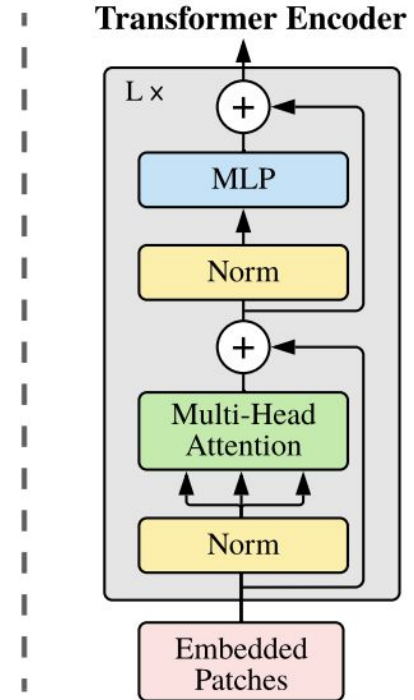 Transformer Encoder
L ×
+
MLP
Norm
+
Multi-Head
Attention
Norm
Embedded
Patches